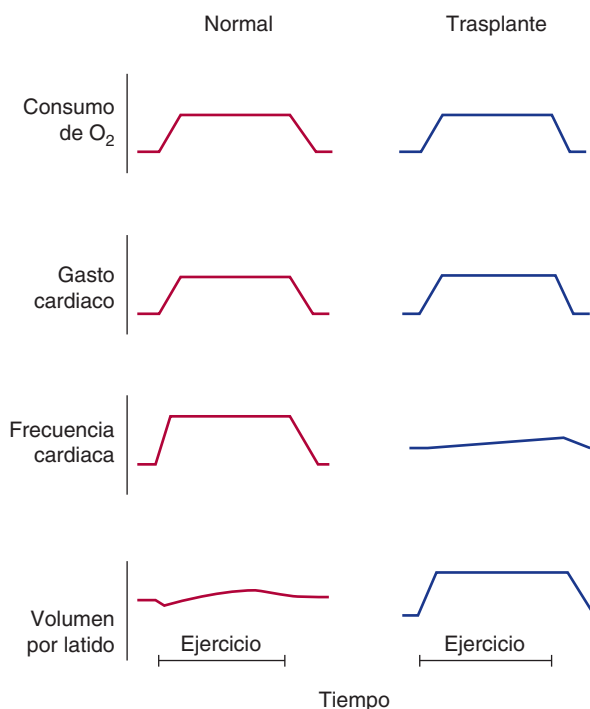 Normal
Trasplante
Consumo
de O₂
Gasto
cardiaco
Frecuencia
cardiaca
Volumen
por latido
Ejercicio
Ejercicio
Tiempo